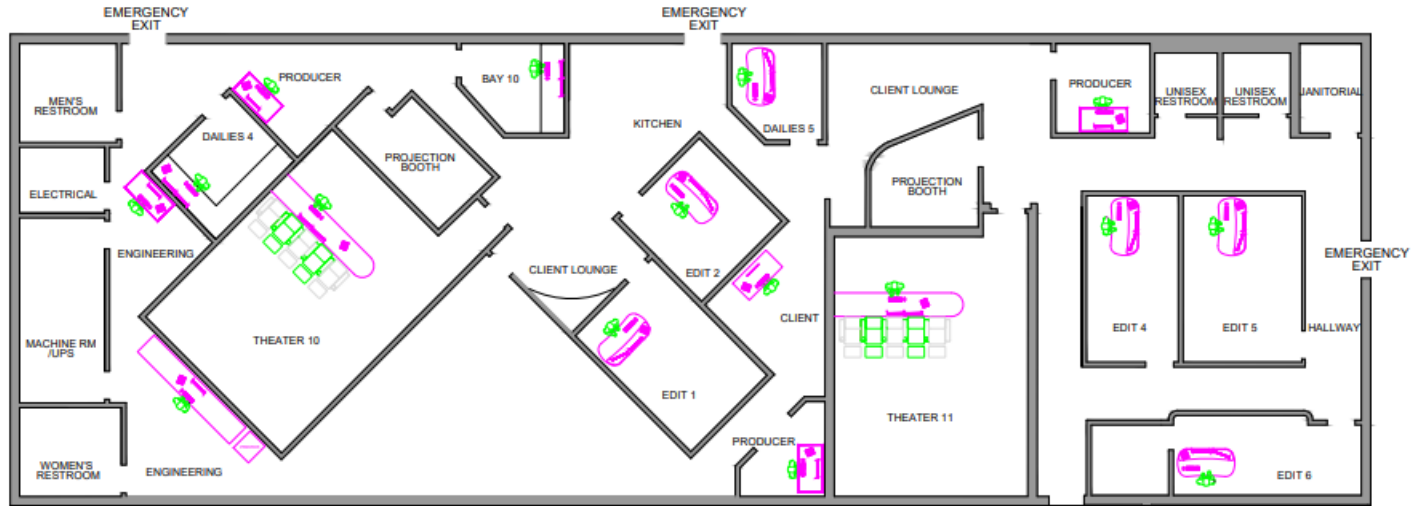 EMERGENCY
EXIT
EMERGENCY
EXIT
MEN'S
RESTROOM
PRODUCER
BAY 10
CLIENT LOUNGE
PRODUCER
UNISEX
RESTROOM
UNISEX
RESTROOM
JANITORIAL
DAILIES 4
KITCHEN
DAILIES 5
PROJECTION
BOOTH
ELECTRICAL
PROJECTION
BOOTH
ENGINEERING
CLIENT LOUNGE
EDIT 2
EMERGENCY
EXIT
MACHINE RM
/UPS
THEATER 10
CLIENT
EDIT 4
EDIT 5
HALLWAY
EDIT 1
THEATER 11
WOMEN'S
RESTROOM
ENGINEERING
PRODUCER
EDIT 6